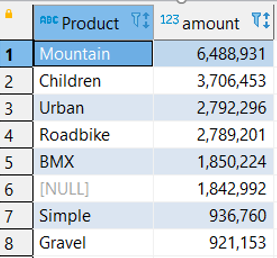 ABC Product 123 amount
1 Mountain 6,488,931
2 Children 3,706,453
3 Urban 2,792,296
4 Roadbike 2,789,201
5 BMX 1,850,224
6 [NULL] 1,842,992
7 Simple 936,760
8 Gravel 921,153